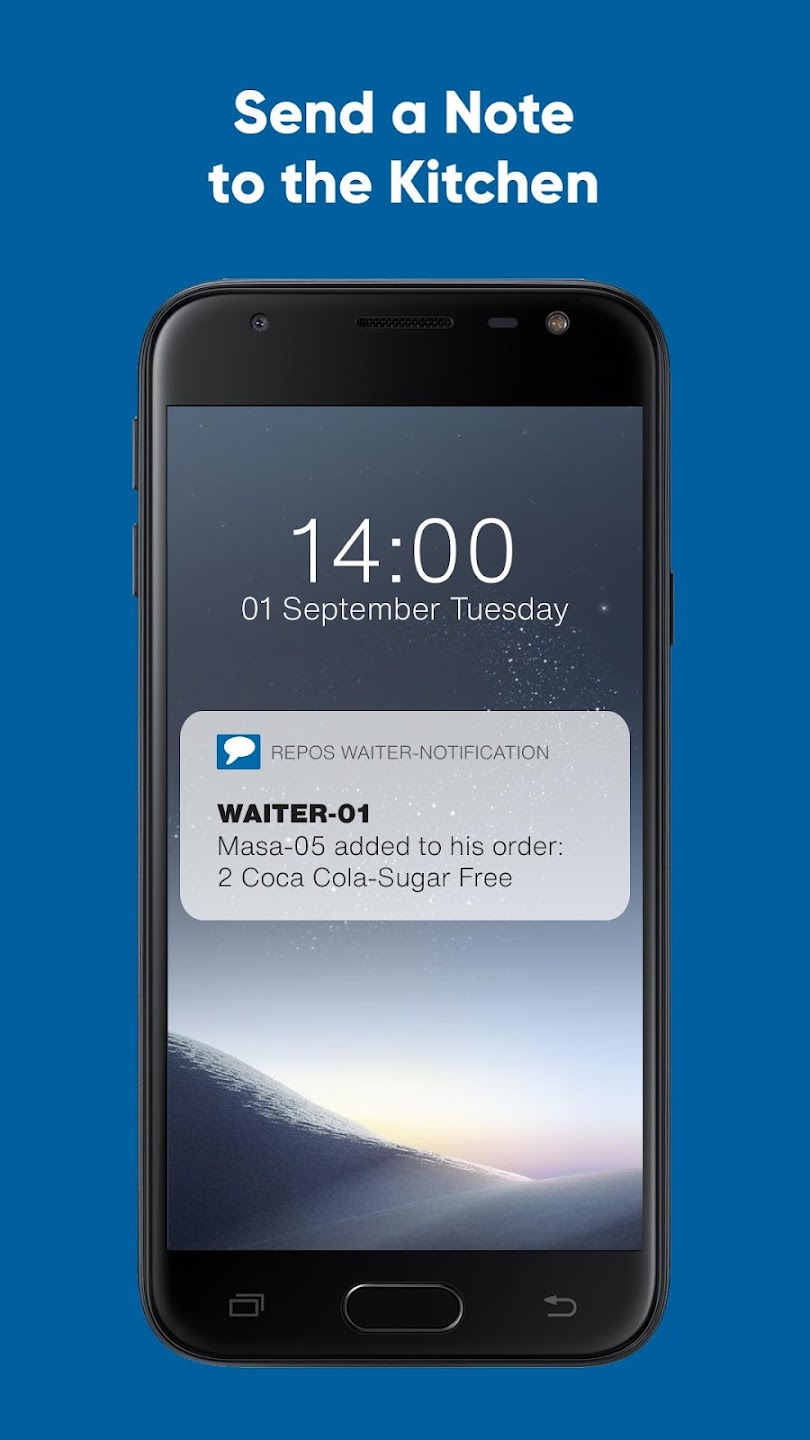 Send a Note
to the Kitchen
14:00
01 September Tuesday
REPOS WAITER-NOTIFICATION
WAITER-01
Masa-05 added to his order:
2 Coca Cola-Sugar Free